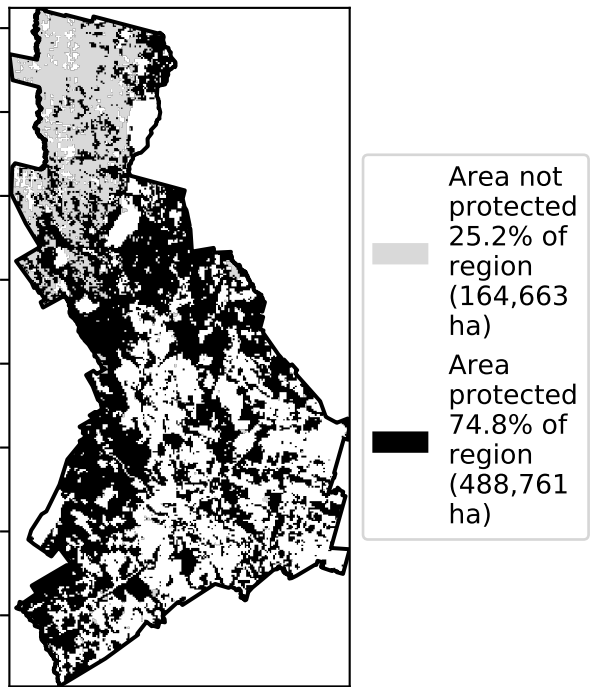 Area not
protected
25.2% of
region
(164,663
ha)
Area
protected
74.8% of
region
(488,761
ha)